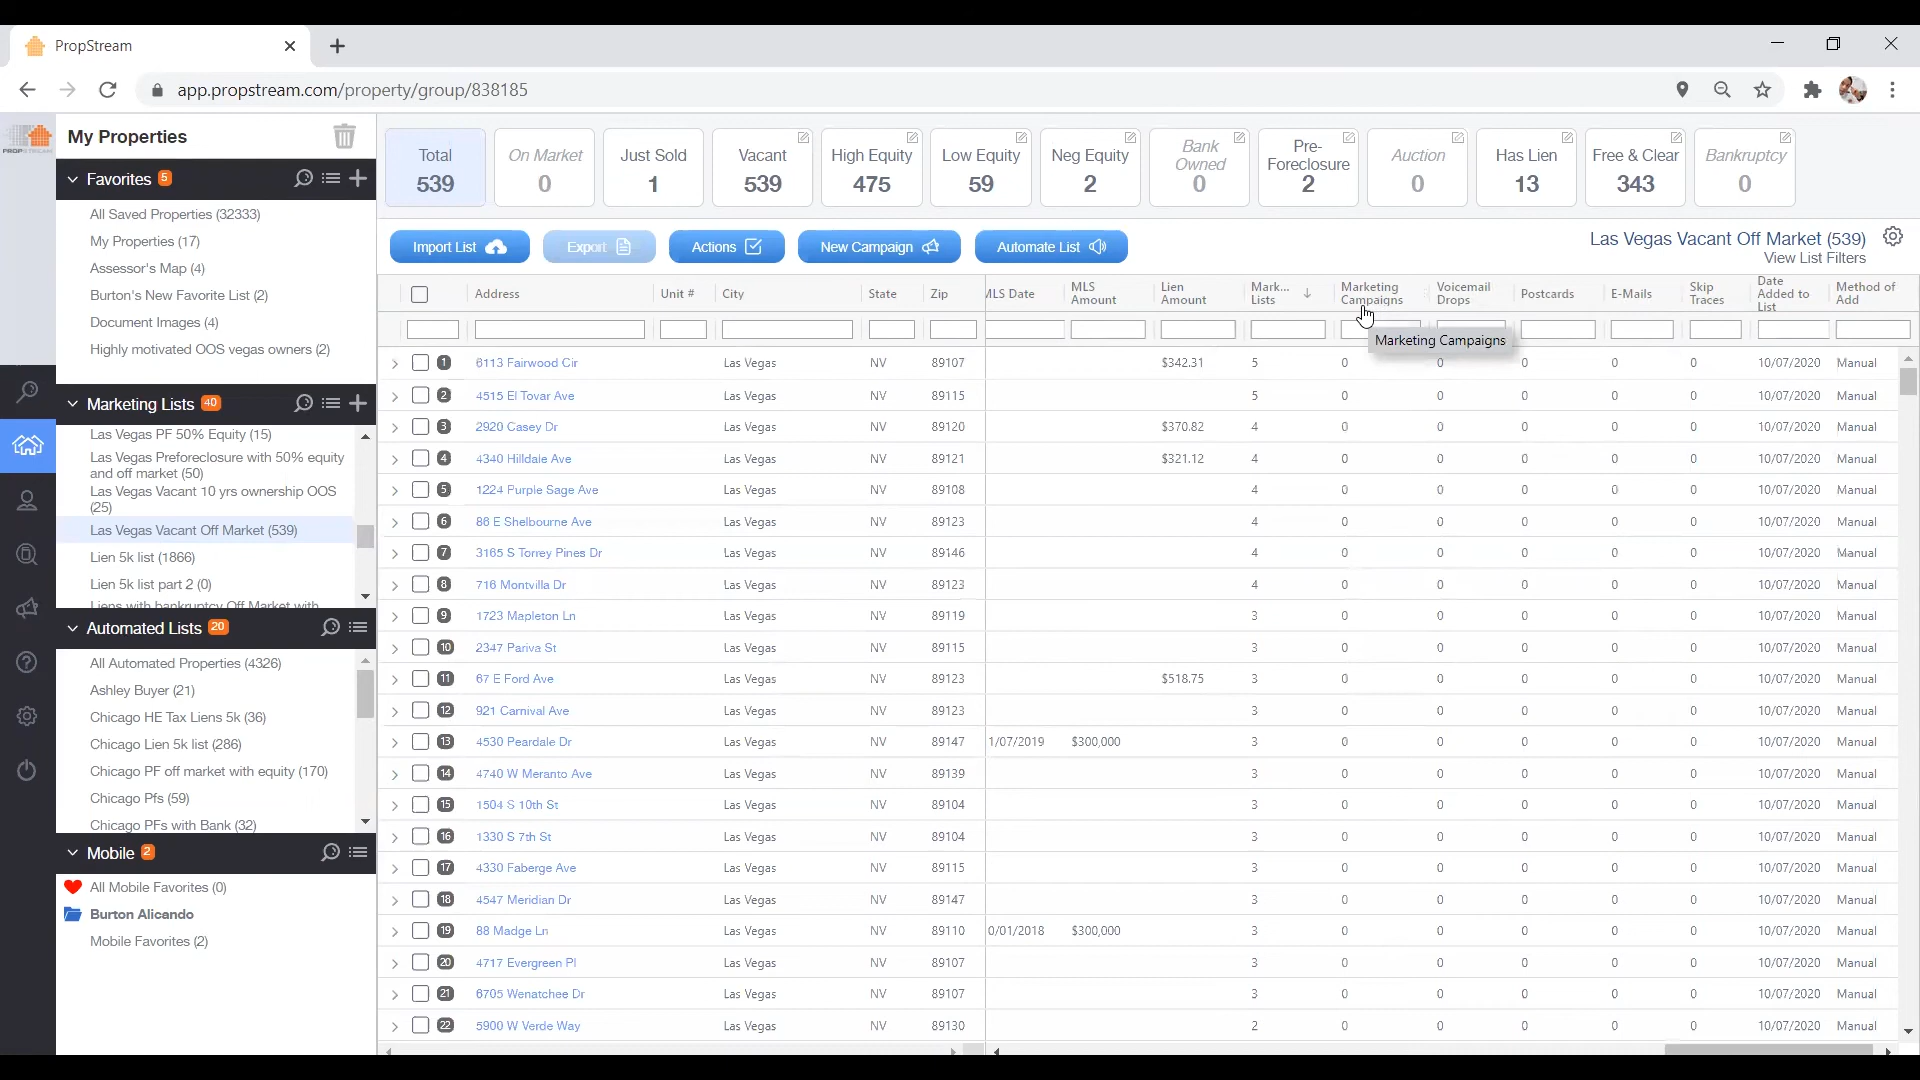 PropStream
app.propstream.com/property/group/838185
My Properties
Favorites 5
All Saved Properties (32333)
My Properties (17)
Assessor's Map (4)
Burton's New Favorite List (2)
Document Images (4)
Highly motivated OOS vegas owners (2)
Marketing Lists 40
Las Vegas PF 50% Equity (15)
Las Vegas Preforeclosure with 50% equity
and off market (50)
Las Vegas Vacant 10 yrs ownership OOS
(25)
Las Vegas Vacant Off Market (539)
Lien 5k list (1866)
Lien 5k list part 2 (0)
Liens with bankruptcy Off Market with
Automated Lists 20
All Automated Properties (4326)
Ashley Buyer (21)
Chicago HE Tax Liens 5k (36)
Chicago Lien 5k list (286)
Chicago PF off market with equity (170)
Chicago Pfs (59)
Chicago PFs with Bank (32)
Mobile 2
All Mobile Favorites (0)
Burton Alicando
Mobile Favorites (2)
Total 539
On Market 0
Just Sold 1
Vacant 539
High Equity 475
Low Equity 59
Neg Equity 2
Bank Owned 0
Pre-Foreclosure 2
Auction 0
Has Lien 13
Free & Clear 343
Bankruptcy 0
Import List Export Actions New Campaign Automate List
Las Vegas Vacant Off Market (539)
View List Filters
Address Unit # City State Zip MLS Date MLS Amount Lien Amount Mark... Lists ↓ Marketing Campaigns Voicemail Drops Postcards E-Mails Skip Traces Date Added to List Method of Add
Marketing Campaigns
1 6113 Fairwood Cir Las Vegas NV 89107 $342.31 5 0 0 0 0 0 10/07/2020 Manual
2 4515 El Tovar Ave Las Vegas NV 89115 5 0 0 0 0 0 10/07/2020 Manual
3 2920 Casey Dr Las Vegas NV 89120 $370.82 4 0 0 0 0 0 10/07/2020 Manual
4 4340 Hilldale Ave Las Vegas NV 89121 $321.12 4 0 0 0 0 0 10/07/2020 Manual
5 1224 Purple Sage Ave Las Vegas NV 89108 4 0 0 0 0 0 10/07/2020 Manual
6 86 E Shelbourne Ave Las Vegas NV 89123 4 0 0 0 0 0 10/07/2020 Manual
7 3165 S Torrey Pines Dr Las Vegas NV 89146 4 0 0 0 0 0 10/07/2020 Manual
8 716 Montvilla Dr Las Vegas NV 89123 4 0 0 0 0 0 10/07/2020 Manual
9 1723 Mapleton Ln Las Vegas NV 89119 3 0 0 0 0 0 10/07/2020 Manual
10 2347 Pariva St Las Vegas NV 89115 3 0 0 0 0 0 10/07/2020 Manual
11 67 E Ford Ave Las Vegas NV 89123 $518.75 3 0 0 0 0 0 10/07/2020 Manual
12 921 Carnival Ave Las Vegas NV 89123 3 0 0 0 0 0 10/07/2020 Manual
13 4530 Peardale Dr Las Vegas NV 89147 1/07/2019 $300,000 3 0 0 0 0 0 10/07/2020 Manual
14 4740 W Meranto Ave Las Vegas NV 89139 3 0 0 0 0 0 10/07/2020 Manual
15 1504 S 10th St Las Vegas NV 89104 3 0 0 0 0 0 10/07/2020 Manual
16 1330 S 7th St Las Vegas NV 89104 3 0 0 0 0 0 10/07/2020 Manual
17 4330 Faberge Ave Las Vegas NV 89115 3 0 0 0 0 0 10/07/2020 Manual
18 4547 Meridian Dr Las Vegas NV 89147 3 0 0 0 0 0 10/07/2020 Manual
19 88 Madge Ln Las Vegas NV 89110 0/01/2018 $300,000 3 0 0 0 0 0 10/07/2020 Manual
20 4717 Evergreen Pl Las Vegas NV 89107 3 0 0 0 0 0 10/07/2020 Manual
21 6705 Wenatchee Dr Las Vegas NV 89107 3 0 0 0 0 0 10/07/2020 Manual
22 5900 W Verde Way Las Vegas NV 89130 2 0 0 0 0 0 10/07/2020 Manual